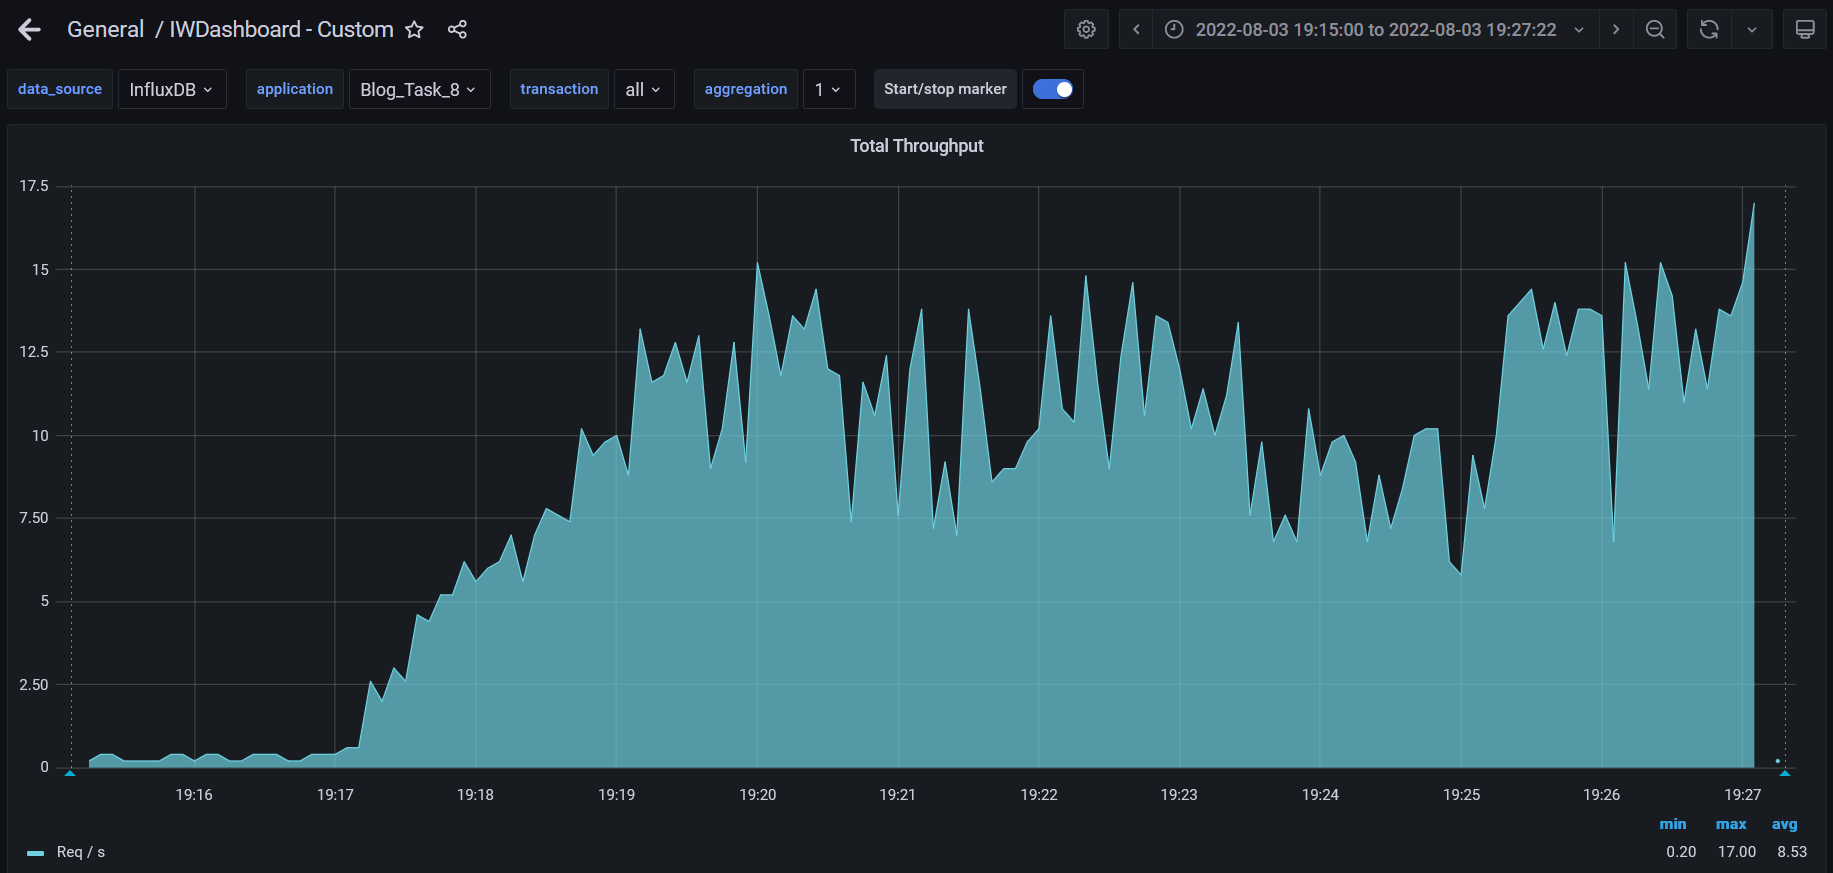 General / IWDashboard - Custom 2022-08-03 19:15:00 to 2022-08-03 19:27:22
data_source InfluxDB application Blog_Task_8 transaction all aggregation 1 Start/stop marker
Total Throughput
17.5
15
12.5
10
7.50
5
2.50
0
19:16 19:17 19:18 19:19 19:20 19:21 19:22 19:23 19:24 19:25 19:26 19:27
min max avg
Req / s 0.20 17.00 8.53